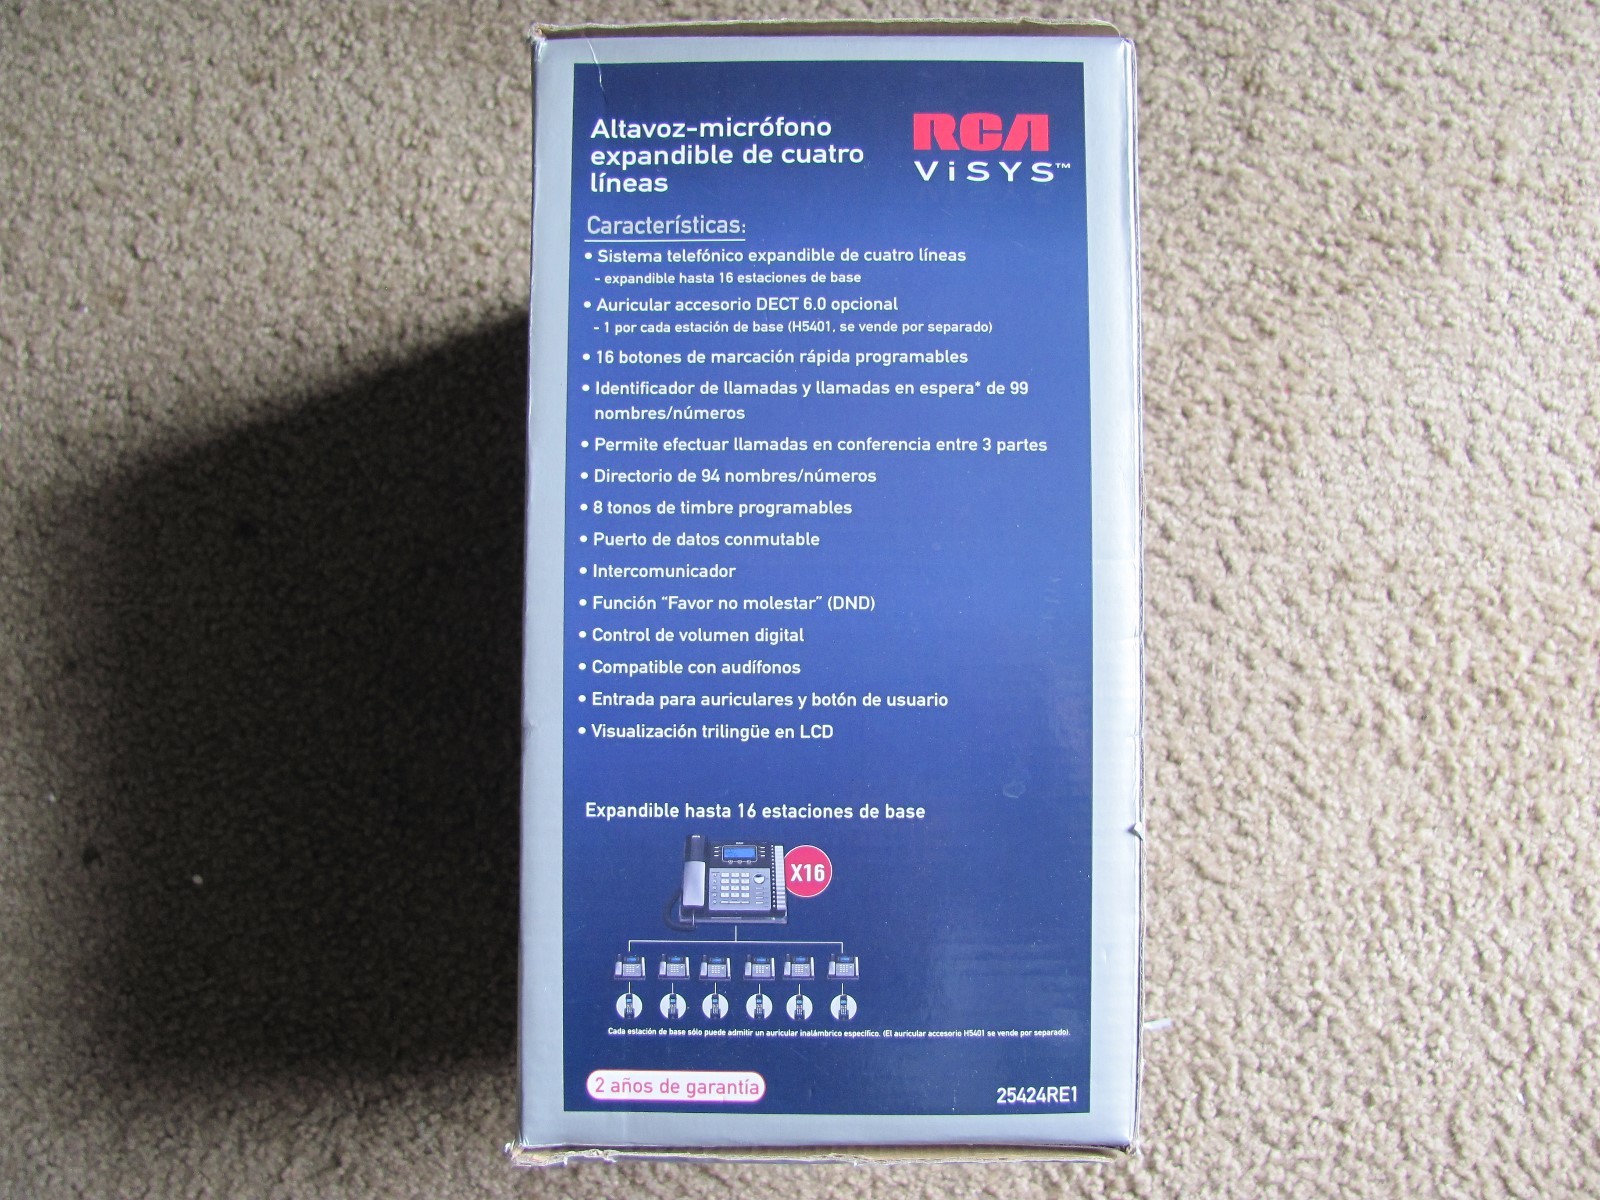 Altavoz-micrófono
expandible de cuatro
líneas
RCA
ViSYS™
Características:
• Sistema telefónico expandible de cuatro líneas
- expandible hasta 16 estaciones de base
• Auricular accesorio DECT 6.0 opcional
- 1 por cada estación de base (H5401, se vende por separado)
• 16 botones de marcación rápida programables
• Identificador de llamadas y llamadas en espera* de 99
nombres/números
• Permite efectuar llamadas en conferencia entre 3 partes
• Directorio de 94 nombres/números
• 8 tonos de timbre programables
• Puerto de datos conmutable
• Intercomunicador
• Función “Favor no molestar” (DND)
• Control de volumen digital
• Compatible con audífonos
• Entrada para auriculares y botón de usuario
• Visualización trilingüe en LCD
Expandible hasta 16 estaciones de base
X16
Cada estación de base sólo puede admitir un auricular inalámbrico específico. (El auricular accesorio H5401 se vende por separado).
2 años de garantía
25424RE1